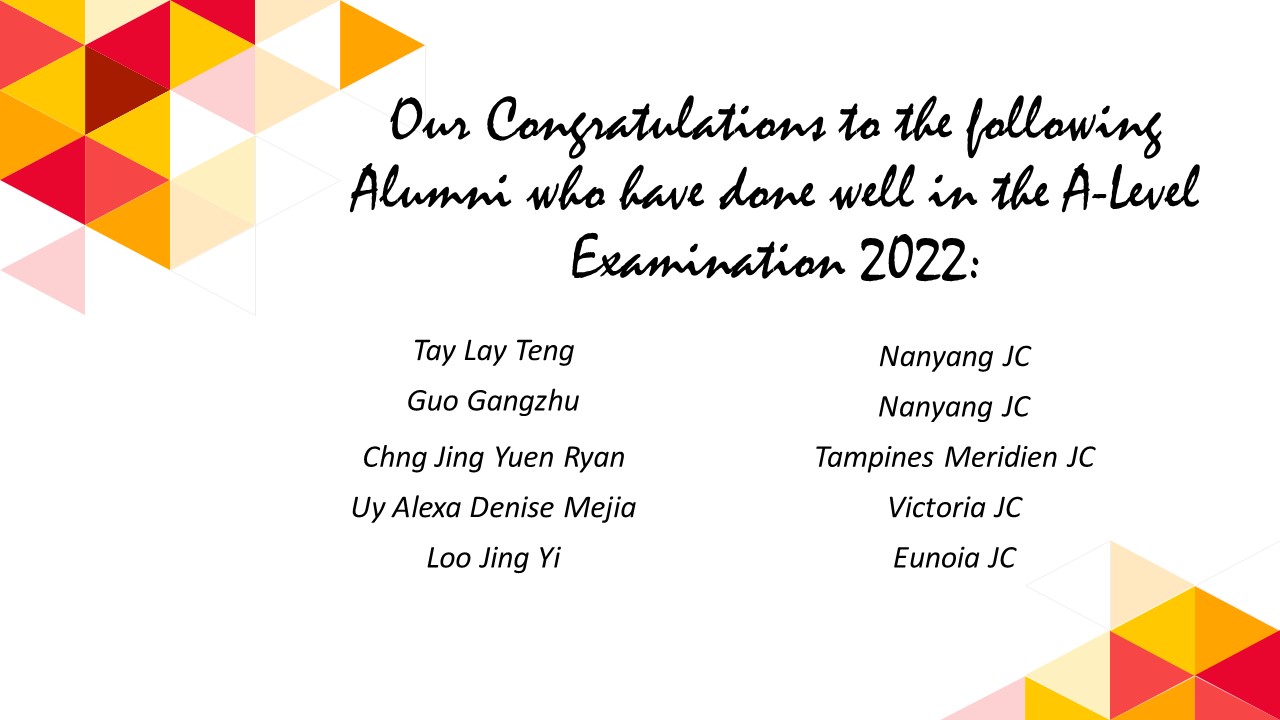 Our Congratulations to the following
Alumni who have done well in the A-Level
Examination 2022:
Tay Lay Teng Nanyang JC
Guo Gangzhu Nanyang JC
Chng Jing Yuen Ryan Tampines Meridien JC
Uy Alexa Denise Mejia Victoria JC
Loo Jing Yi Eunoia JC